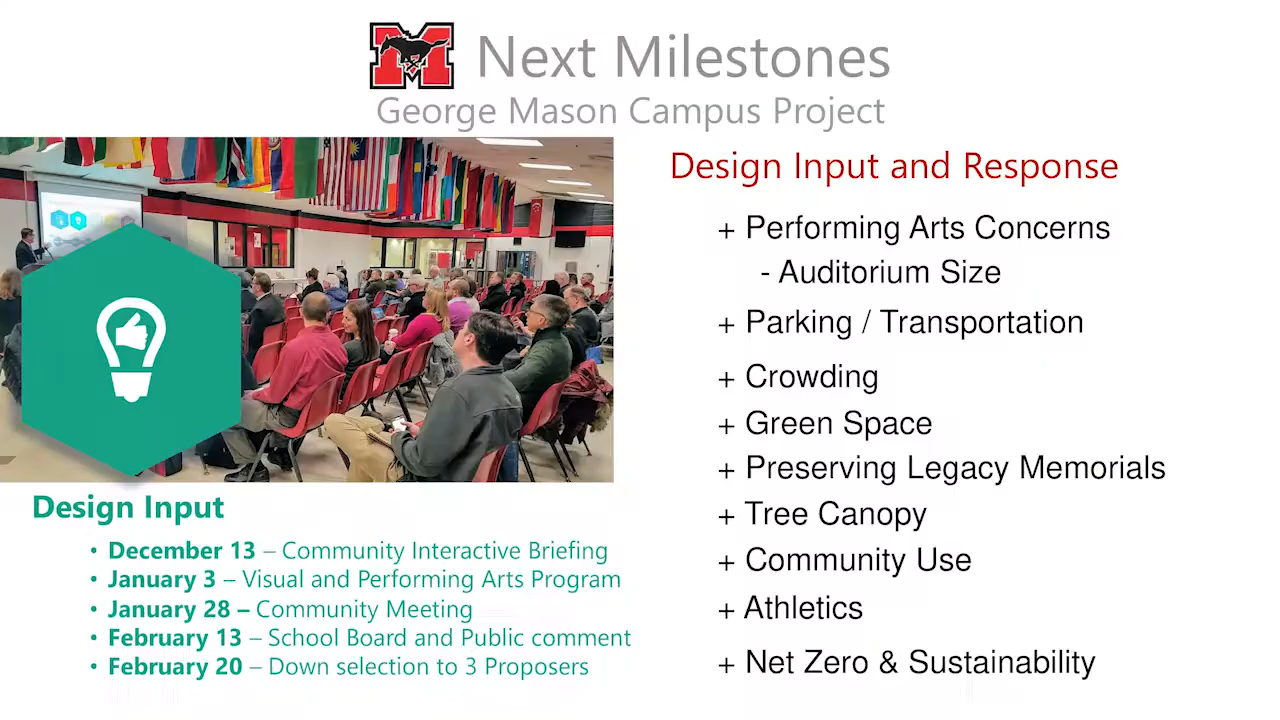 M
Next Milestones
George Mason Campus Project
Design Input
• December 13 – Community Interactive Briefing
• January 3 – Visual and Performing Arts Program
• January 28 – Community Meeting
• February 13 – School Board and Public comment
• February 20 – Down selection to 3 Proposers
Design Input and Response
+ Performing Arts Concerns
- Auditorium Size
+ Parking / Transportation
+ Crowding
+ Green Space
+ Preserving Legacy Memorials
+ Tree Canopy
+ Community Use
+ Athletics
+ Net Zero & Sustainability